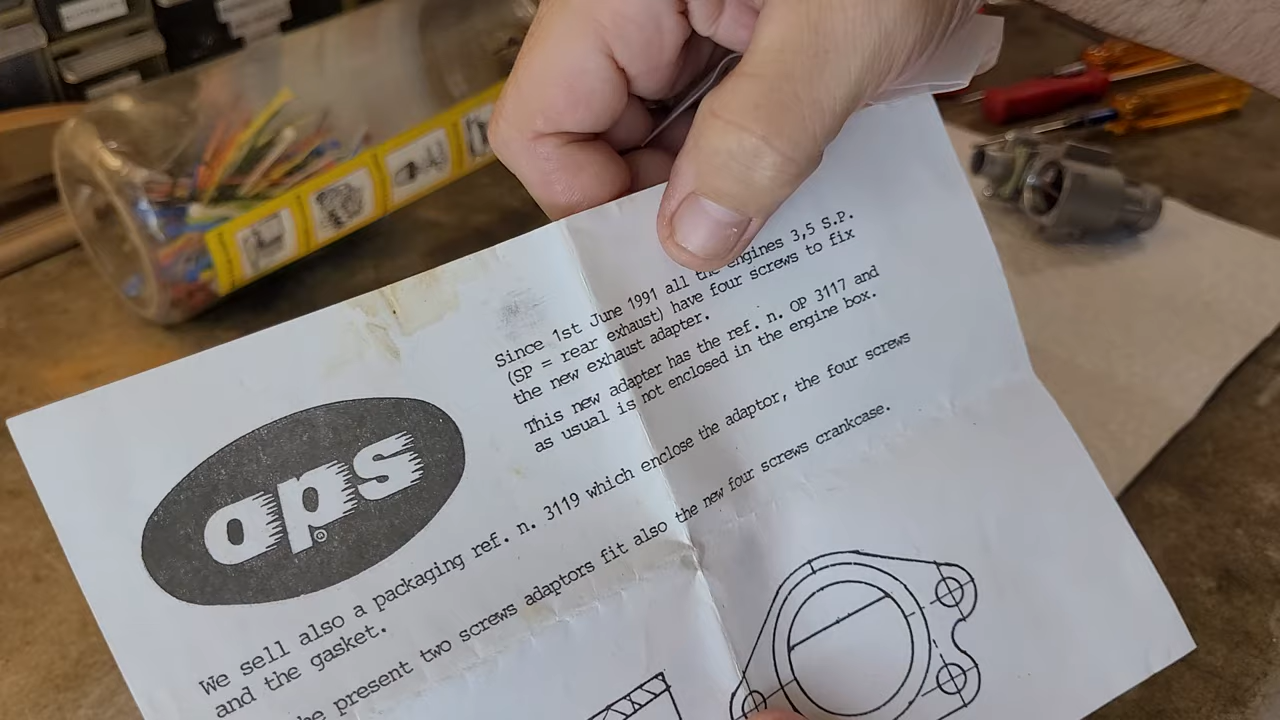 Since 1st June 1991 all the engines 3,5 S.P.
(SP = rear exhaust) have four screws to fix
the new exhaust adapter.
This new adapter has the ref. n. OP 3117 and
as usual is not enclosed in the engine box.
ops
We sell also a packaging ref. n. 3119 which enclose the adaptor, the four screws
and the gasket.
present two screws adaptors fit also the new four screws crankcase.